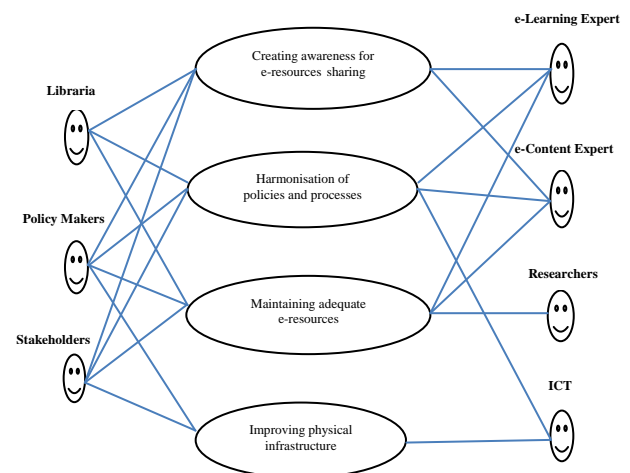 e-Learning Expert
Creating awareness for
e-resources sharing
Libraria
e-Content Expert
Harmonisation of
policies and processes
Policy Makers
Researchers
Maintaining adequate
e-resources
Stakeholders
ICT
Improving physical
infrastructure